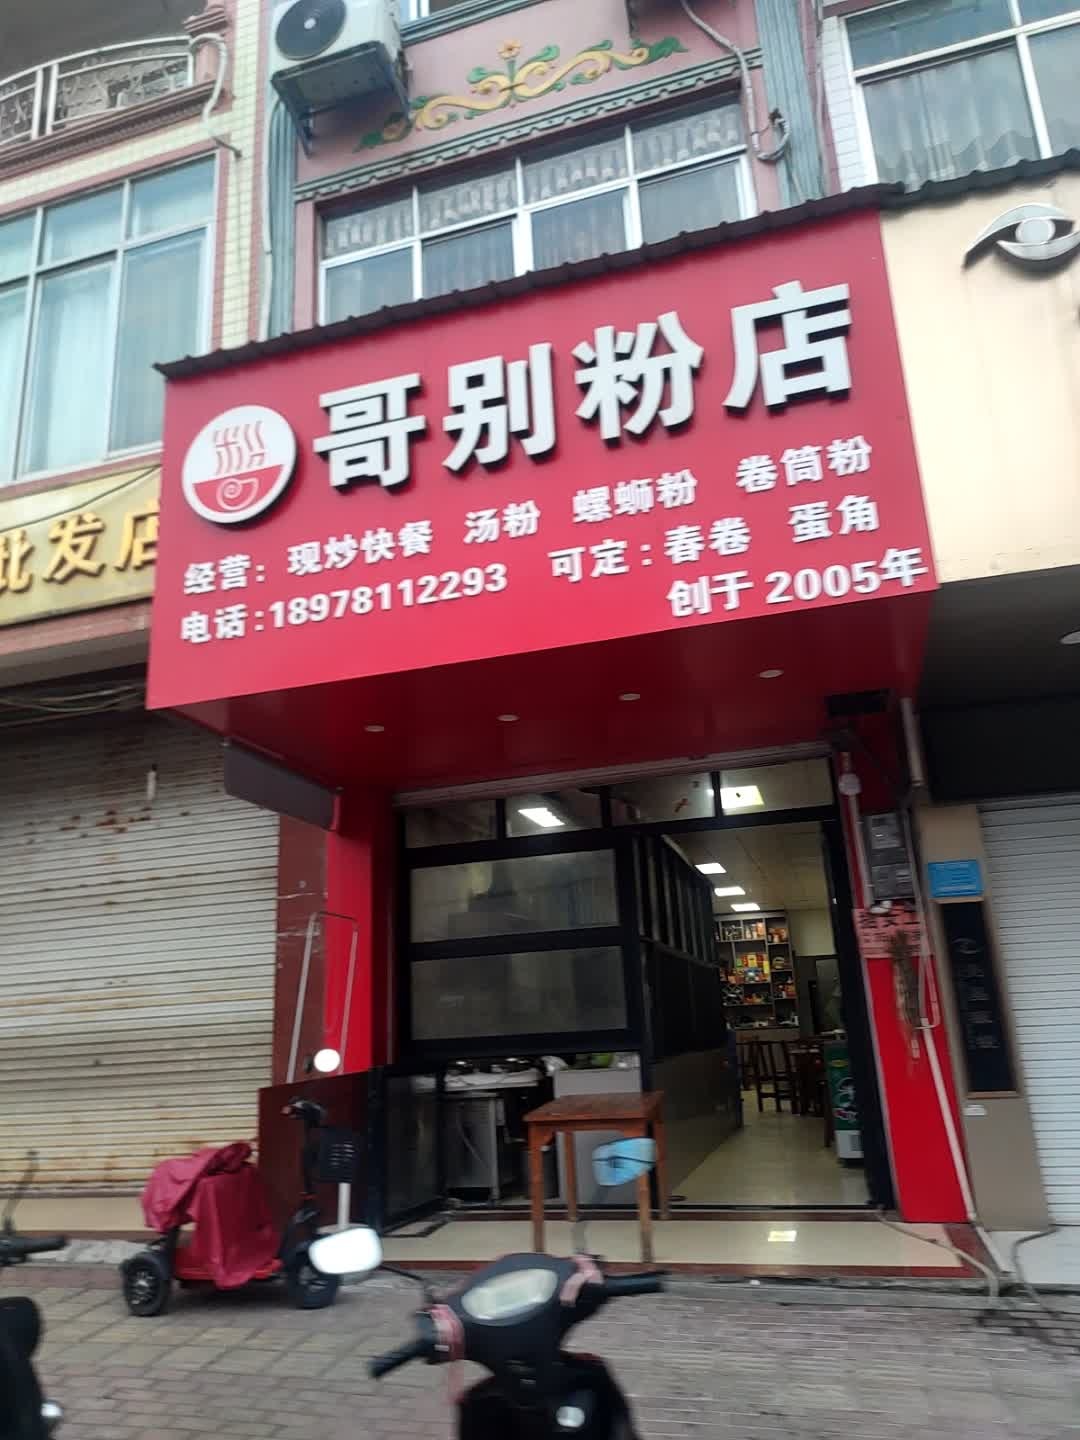 哥别粉店
经营：现炒快餐 汤粉 螺蛳粉 卷筒粉
电话：18978112293 可定：春卷 蛋角
创于 2005年
批发店